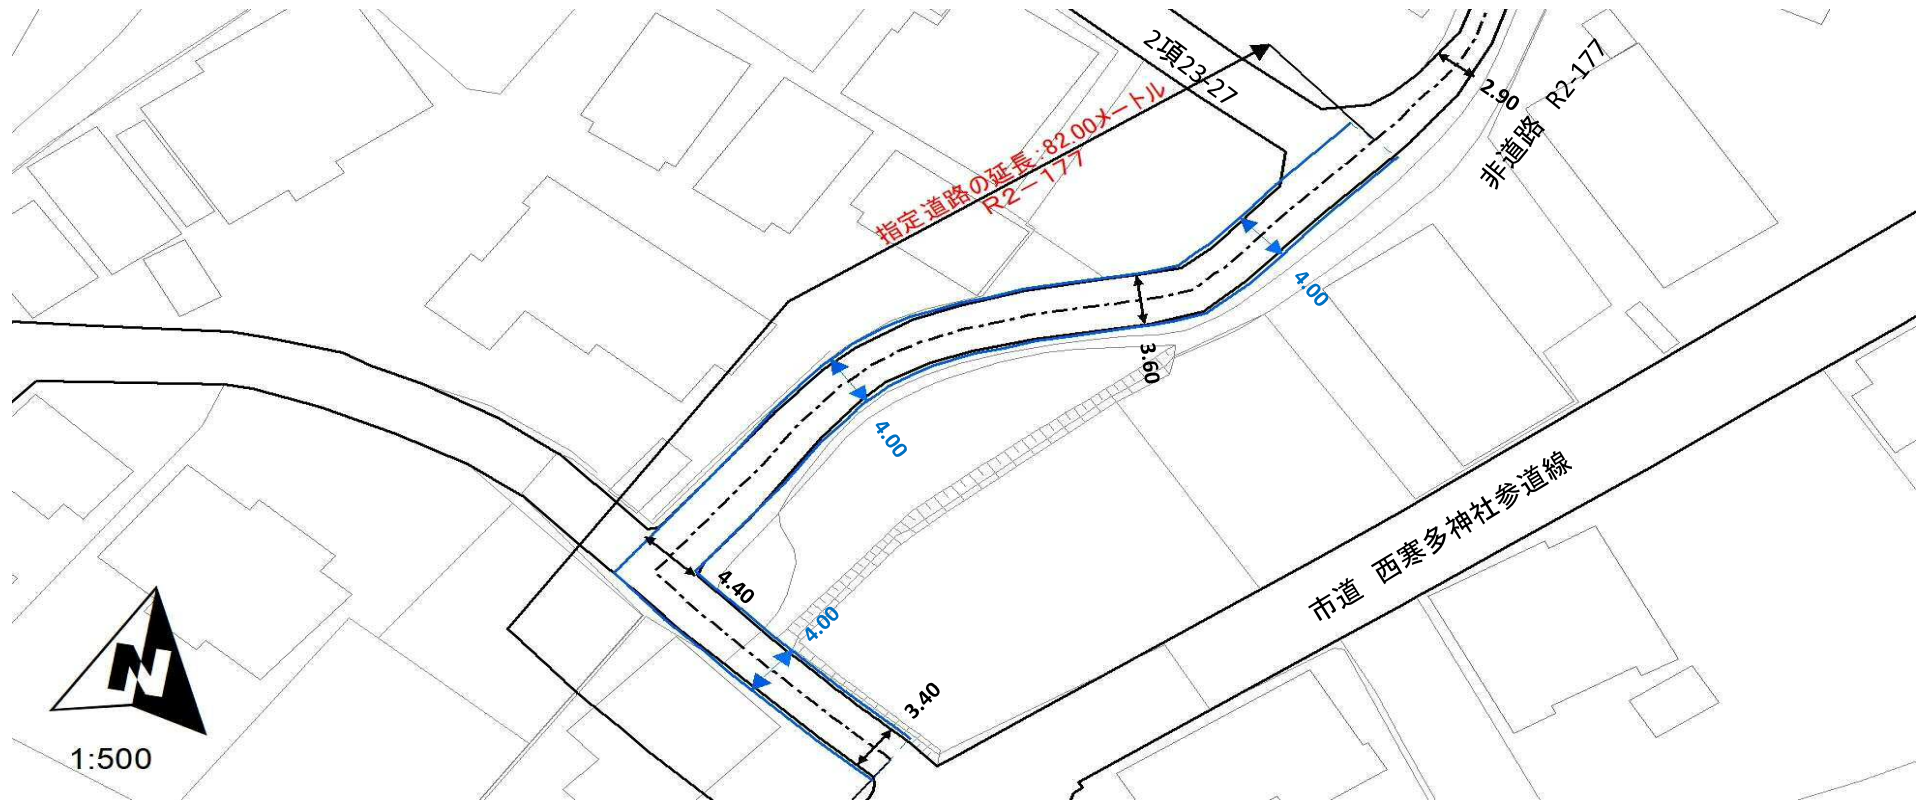 2項23-27
2.90
非道路 R2-177
指定道路の延長:82.00メートル
R2-177
4.00
3.60
4.00
市道 西寒多神社参道線
4.40
4.00
3.40
N
1:500